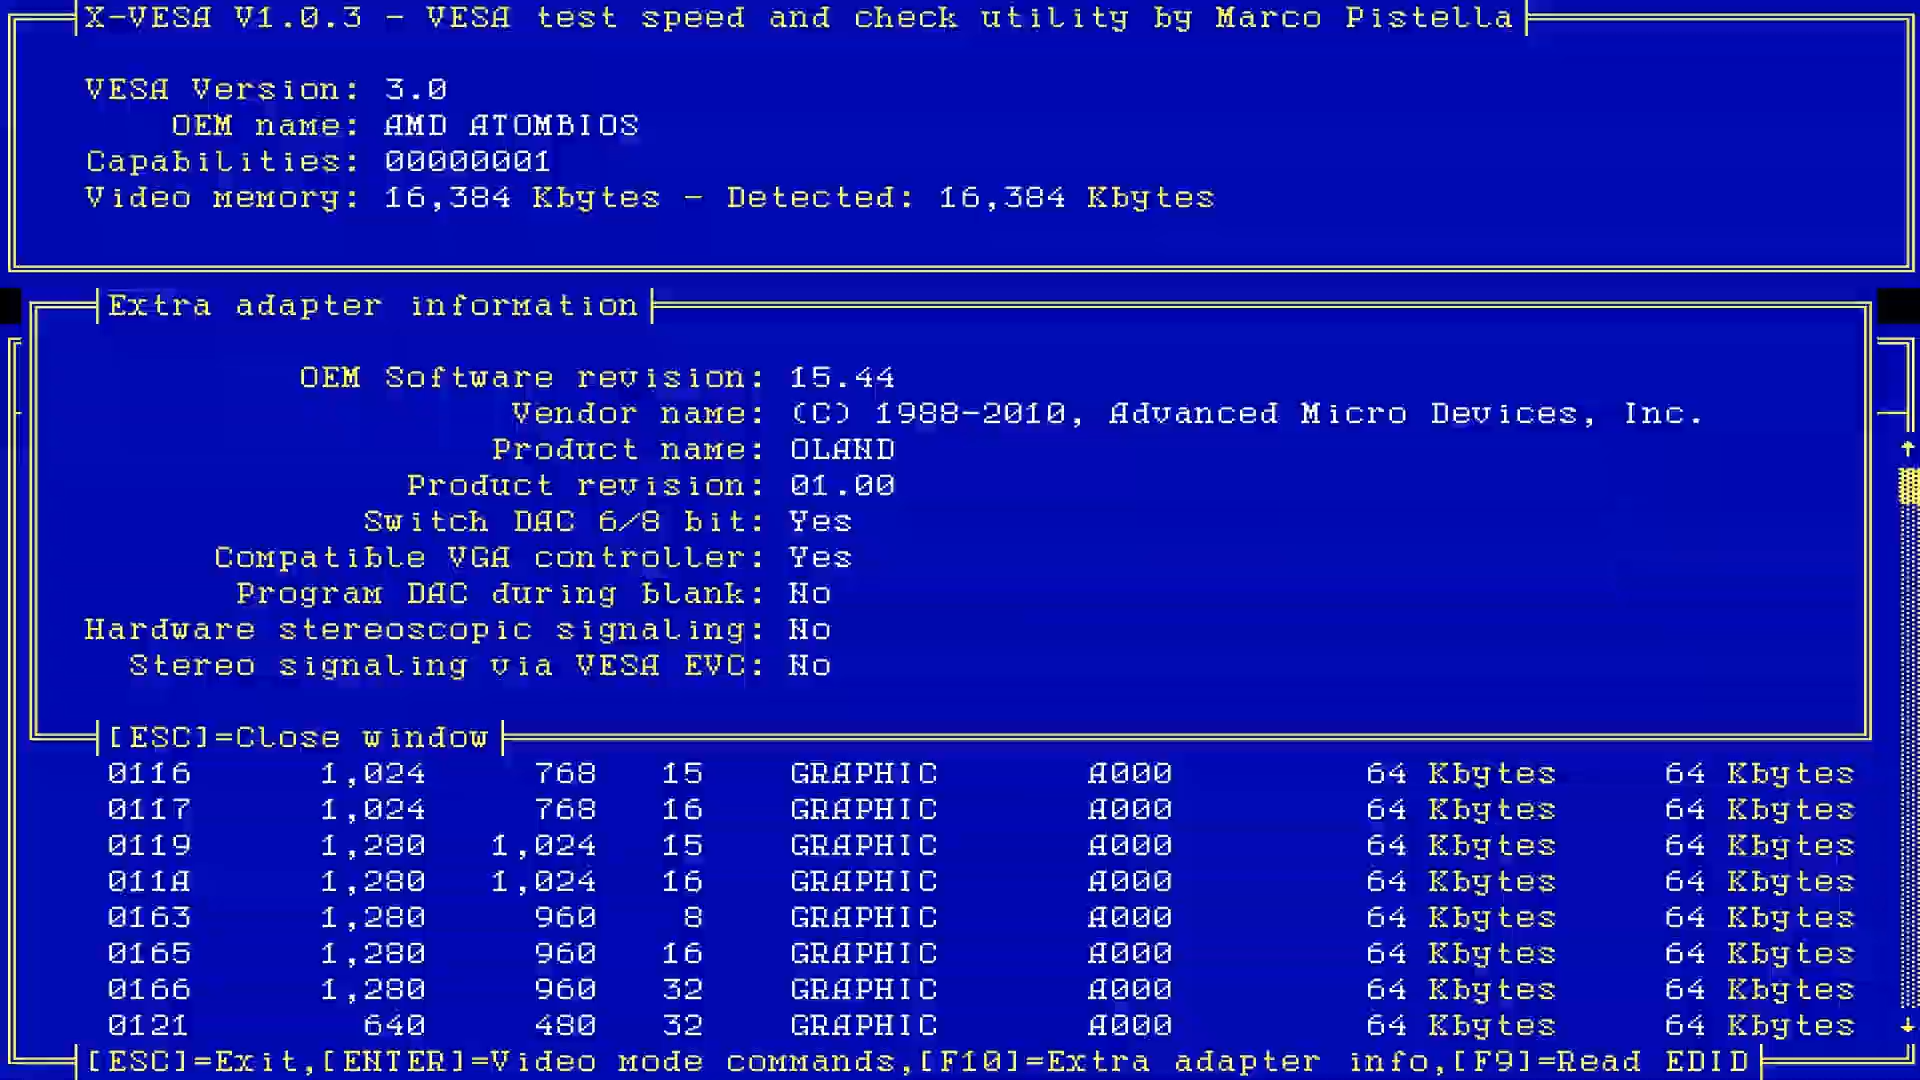 X-VESA V1.0.3 - VESA test speed and check utility by Marco Pistella
VESA Version: 3.0
OEM name: AMD ATOMBIOS
Capabilities: 00000001
Video memory: 16,384 Kbytes - Detected: 16,384 Kbytes
Extra adapter information
OEM Software revision: 15.44
Vendor name: (C) 1988-2010, Advanced Micro Devices, Inc.
Product name: OLAND
Product revision: 01.00
Switch DAC 6/8 bit: Yes
Compatible VGA controller: Yes
Program DAC during blank: No
Hardware stereoscopic signaling: No
Stereo signaling via VESA EVC: No
[ESC]=Close window
0116 1,024 768 15 GRAPHIC A000 64 Kbytes 64 Kbytes
0117 1,024 768 16 GRAPHIC A000 64 Kbytes 64 Kbytes
0119 1,280 1,024 15 GRAPHIC A000 64 Kbytes 64 Kbytes
011A 1,280 1,024 16 GRAPHIC A000 64 Kbytes 64 Kbytes
0163 1,280 960 8 GRAPHIC A000 64 Kbytes 64 Kbytes
0165 1,280 960 16 GRAPHIC A000 64 Kbytes 64 Kbytes
0166 1,280 960 32 GRAPHIC A000 64 Kbytes 64 Kbytes
0121 640 480 32 GRAPHIC A000 64 Kbytes 64 Kbytes
[ESC]=Exit,[ENTER]=Video mode commands,[F10]=Extra adapter info,[F9]=Read EDID